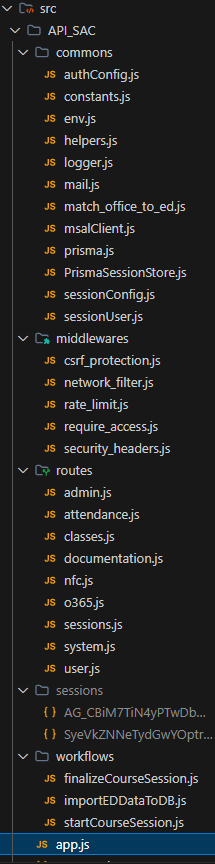 src
API_SAC
commons
JS authConfig.js
JS constants.js
JS env.js
JS helpers.js
JS logger.js
JS mail.js
JS match_office_to_ed.js
JS msalClient.js
JS prisma.js
JS PrismaSessionStore.js
JS sessionConfig.js
JS sessionUser.js
middlewares
JS csrf_protection.js
JS network_filter.js
JS rate_limit.js
JS require_access.js
JS security_headers.js
routes
JS admin.js
JS attendance.js
JS classes.js
JS documentation.js
JS nfc.js
JS o365.js
JS sessions.js
JS system.js
JS user.js
sessions
{ } AG_CBiM7TiN4yPTwDb...
{ } SyeVkZNNeTydGwYOptr...
workflows
JS finalizeCourseSession.js
JS importEDDataToDB.js
JS startCourseSession.js
JS app.js